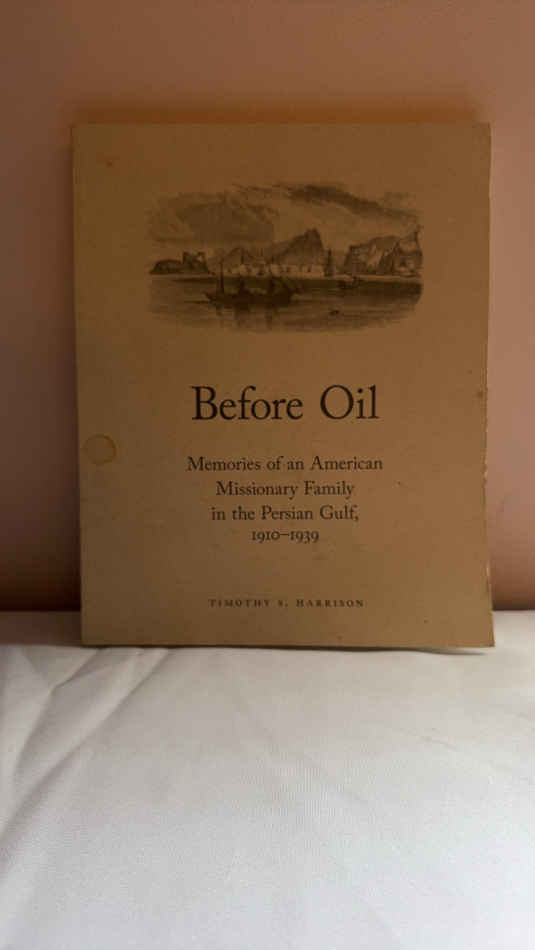 Before Oil
Memories of an American
Missionary Family
in the Persian Gulf,
1910–1939
TIMOTHY S. HARRISON